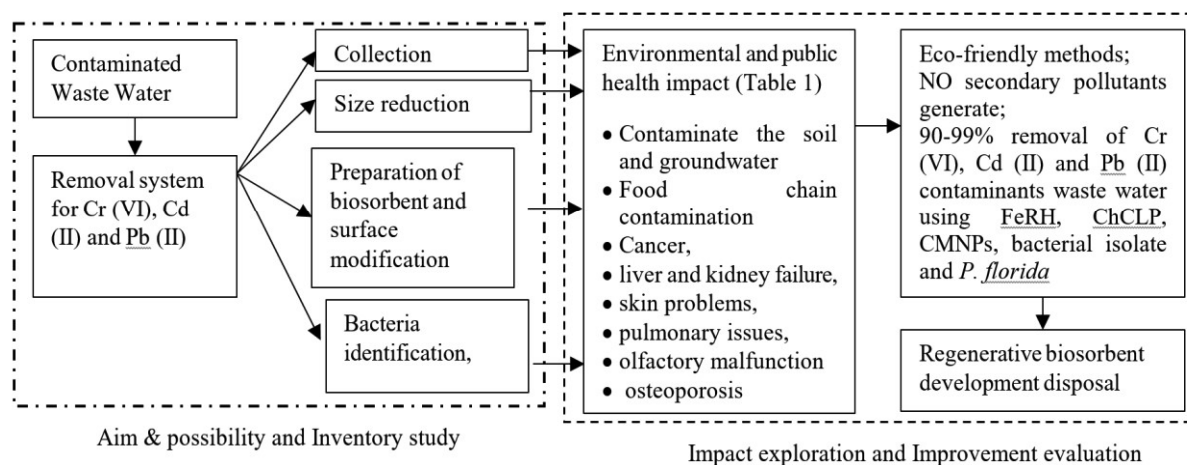 Contaminated
Waste Water
Removal system
for Cr (VI), Cd
(II) and Pb (II)
Collection
Size reduction
Preparation of
biosorbent and
surface
modification
Bacteria
identification,
Aim & possibility and Inventory study
Environmental and public
health impact (Table 1)
• Contaminate the soil
and groundwater
• Food chain
contamination
• Cancer,
• liver and kidney failure,
• skin problems,
• pulmonary issues,
• olfactory malfunction
• osteoporosis
Eco-friendly methods;
NO secondary pollutants
generate;
90-99% removal of Cr
(VI), Cd (II) and Pb (II)
contaminants waste water
using FeRH, ChCLP,
CMNPs, bacterial isolate
and P. florida
Regenerative biosorbent
development disposal
Impact exploration and Improvement evaluation